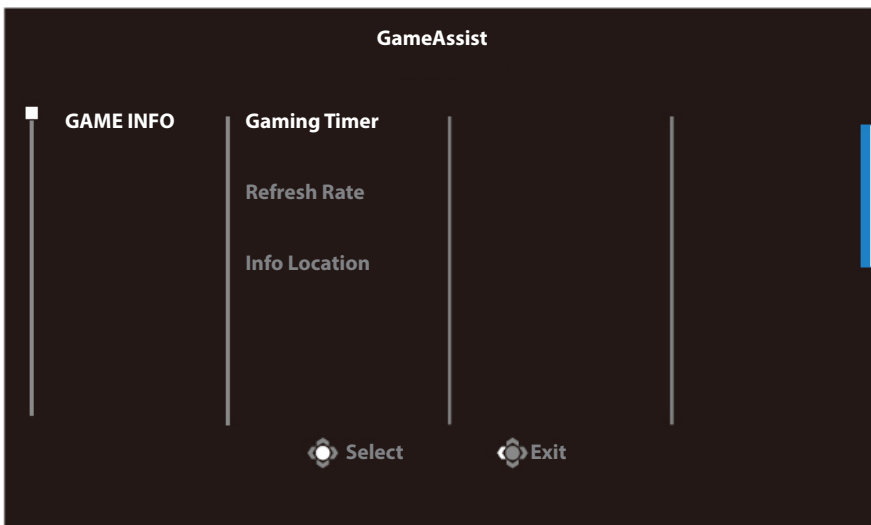 GameAssist
GAME INFO
Gaming Timer
Refresh Rate
Info Location
Select
Exit